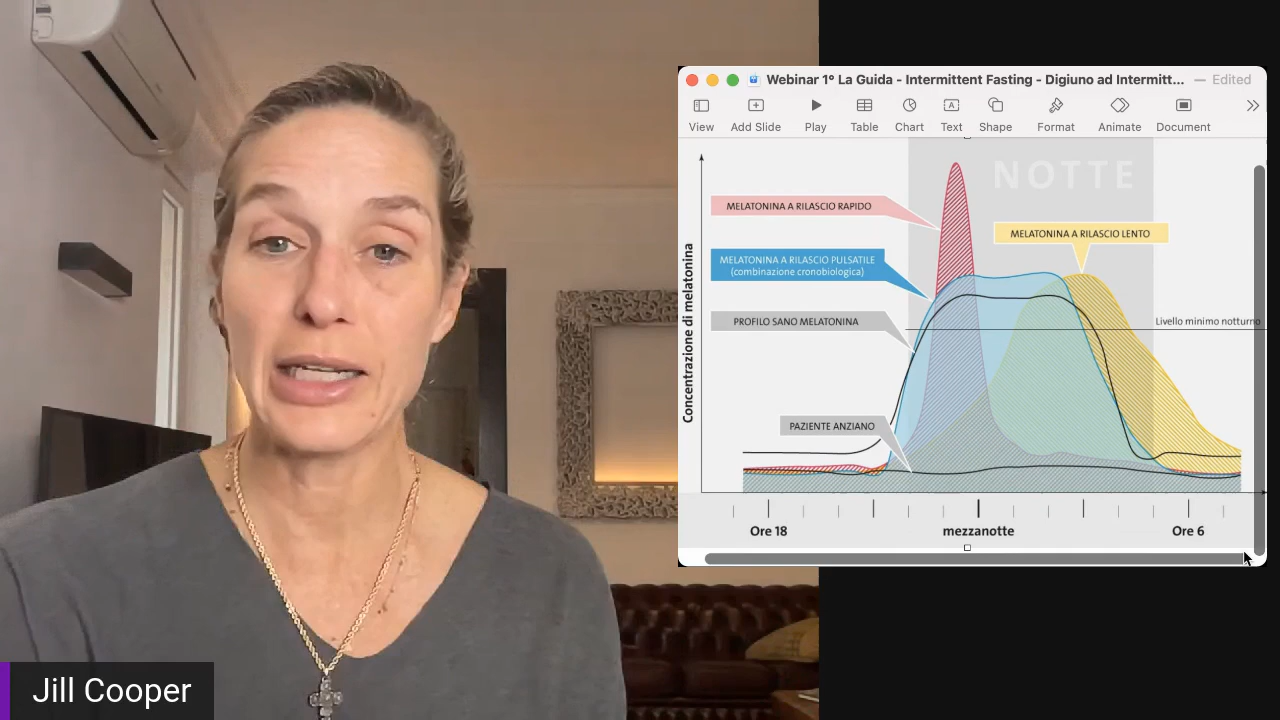 Webinar 1° La Guida - Intermittent Fasting - Digiuno ad Intermitt... — Edited
View Add Slide Play Table Chart Text Shape Format Animate Document
NOTTE
MELATONINA A RILASCIO RAPIDO
MELATONINA A RILASCIO LENTO
MELATONINA A RILASCIO PULSATILE
(combinazione cronobiologica)
PROFILO SANO MELATONINA
Livello minimo notturno
Concentrazione di melatonina
PAZIENTE ANZIANO
Ore 18 mezzanotte Ore 6
Jill Cooper